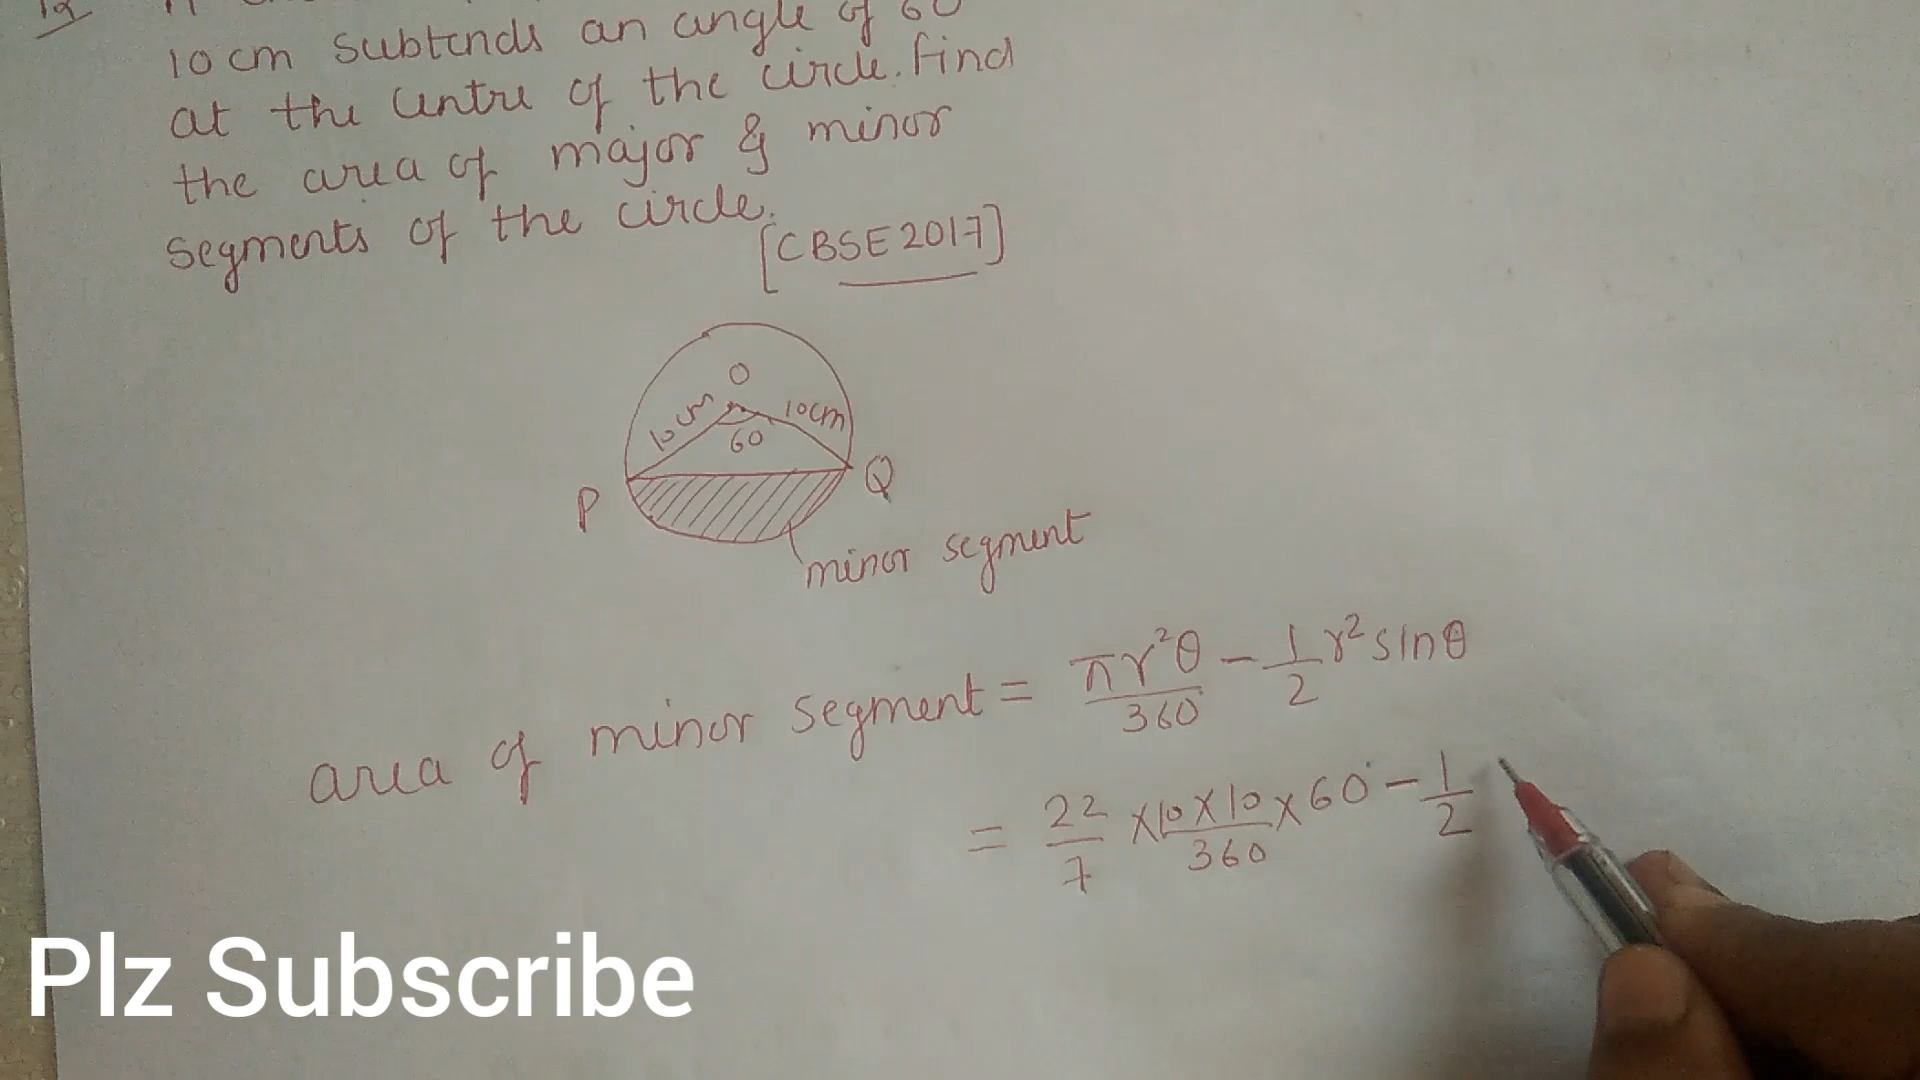 10 cm subtends an angle of 60
at the centre of the circle. Find
the area of major & minor
segments of the circle.
[CBSE 2017]
O
10 cm 10cm
60
P Q
minor segment
area of minor segment = πr²θ/360 - 1/2 r² sinθ
= 22/7 × 10 × 10/360 × 60° - 1/2
Plz Subscribe